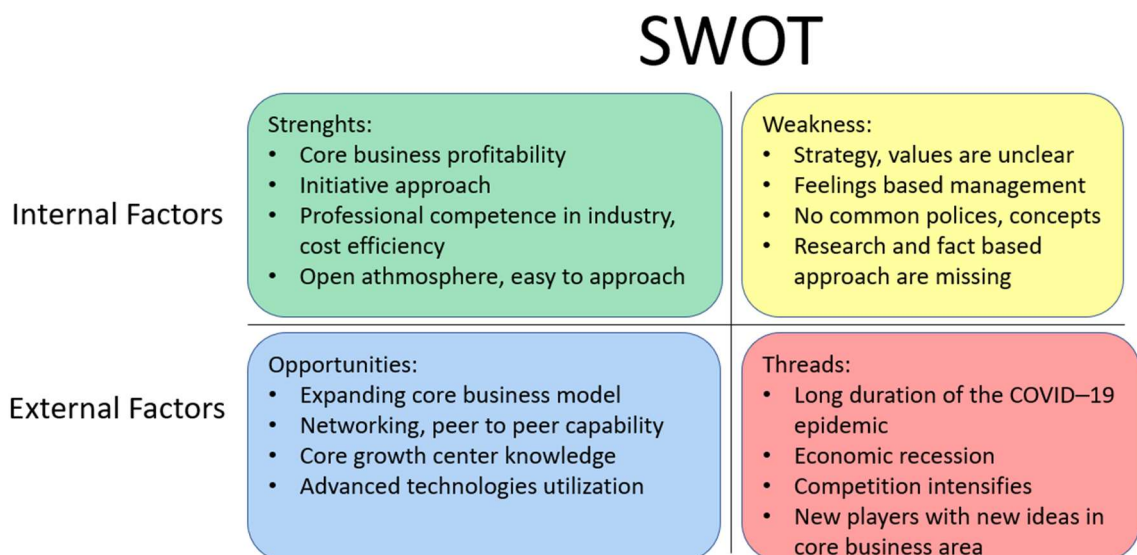 SWOT
Internal Factors
Strenghts:
• Core business profitability
• Initiative approach
• Professional competence in industry,
cost efficiency
• Open athmosphere, easy to approach
Weakness:
• Strategy, values are unclear
• Feelings based management
• No common polices, concepts
• Research and fact based
approach are missing
External Factors
Opportunities:
• Expanding core business model
• Networking, peer to peer capability
• Core growth center knowledge
• Advanced technologies utilization
Threads:
• Long duration of the COVID–19
epidemic
• Economic recession
• Competition intensifies
• New players with new ideas in
core business area